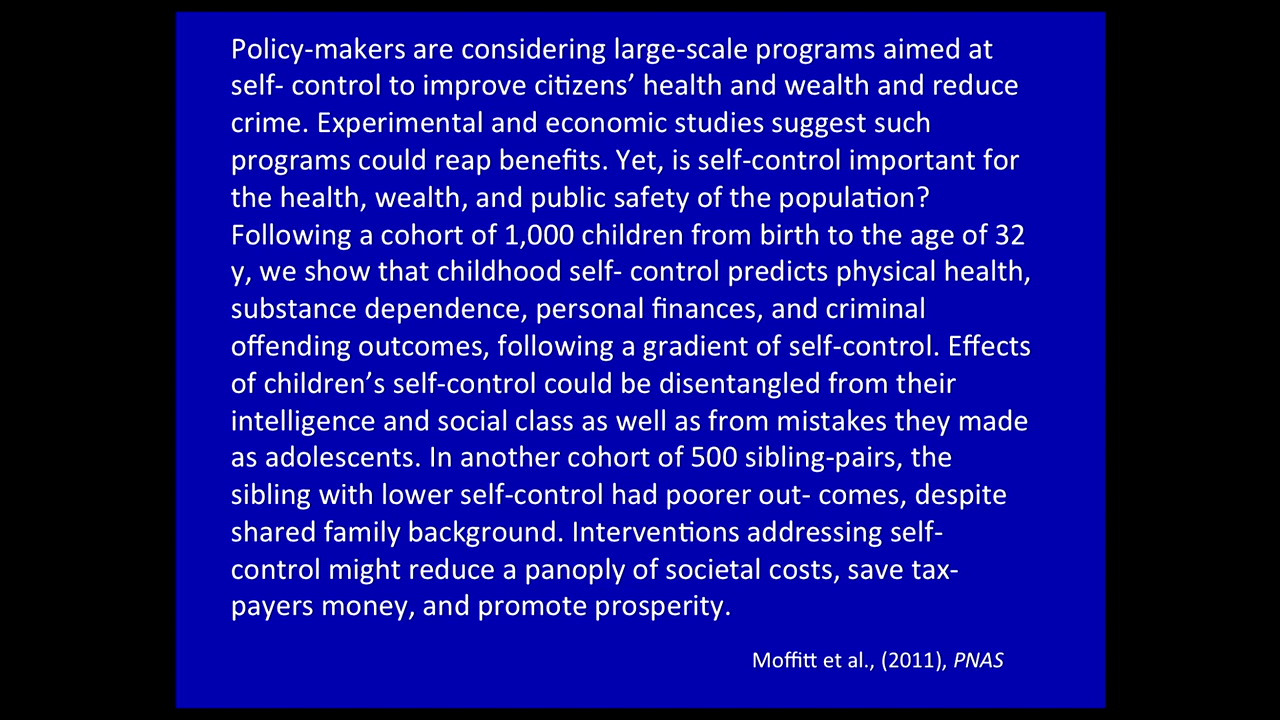 Policy-makers are considering large-scale programs aimed at
self- control to improve citizens’ health and wealth and reduce
crime. Experimental and economic studies suggest such
programs could reap benefits. Yet, is self-control important for
the health, wealth, and public safety of the population?
Following a cohort of 1,000 children from birth to the age of 32
y, we show that childhood self- control predicts physical health,
substance dependence, personal finances, and criminal
offending outcomes, following a gradient of self-control. Effects
of children’s self-control could be disentangled from their
intelligence and social class as well as from mistakes they made
as adolescents. In another cohort of 500 sibling-pairs, the
sibling with lower self-control had poorer out- comes, despite
shared family background. Interventions addressing self-
control might reduce a panoply of societal costs, save tax-
payers money, and promote prosperity.
Moffitt et al., (2011), PNAS